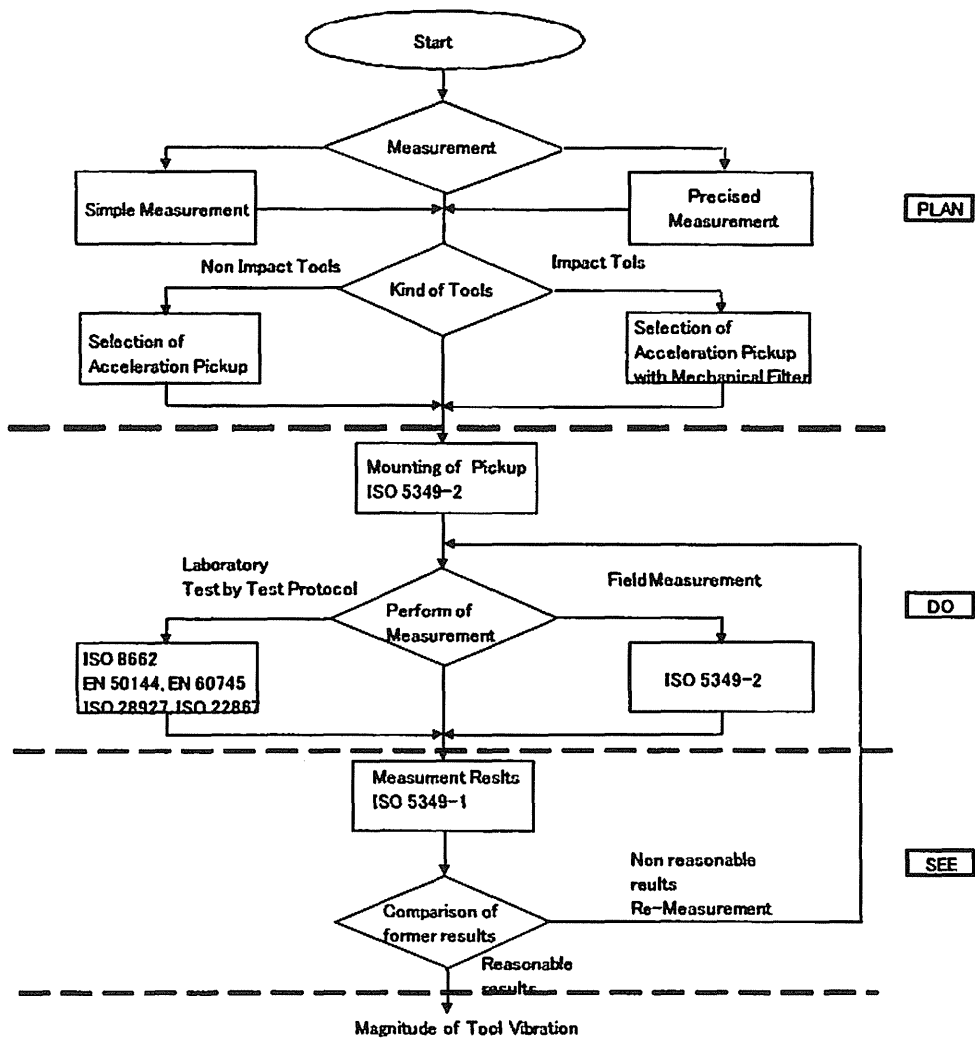 Start
Measurement
Simple Measurement
Precised
Measurement
PLAN
Non Impact Tools
Impact Tols
Kind of Tools
Selection of
Acceleration Pickup
Selection of
Acceleration Pickup
with Mechanical Filter
Mounting of Pickup
ISO 5349-2
Laboratory
Test by Test Protocol
Field Measurement
DO
Perform of
Measurement
ISO 8662
EN 50144, EN 60745
ISO 28927, ISO 22867
ISO 5349-2
Measument Reslts
ISO 5349-1
Non reasonable
reults
Re-Measurement
SEE
Comparison of
former results
Reasonable
results
Magnitude of Tool Vibration